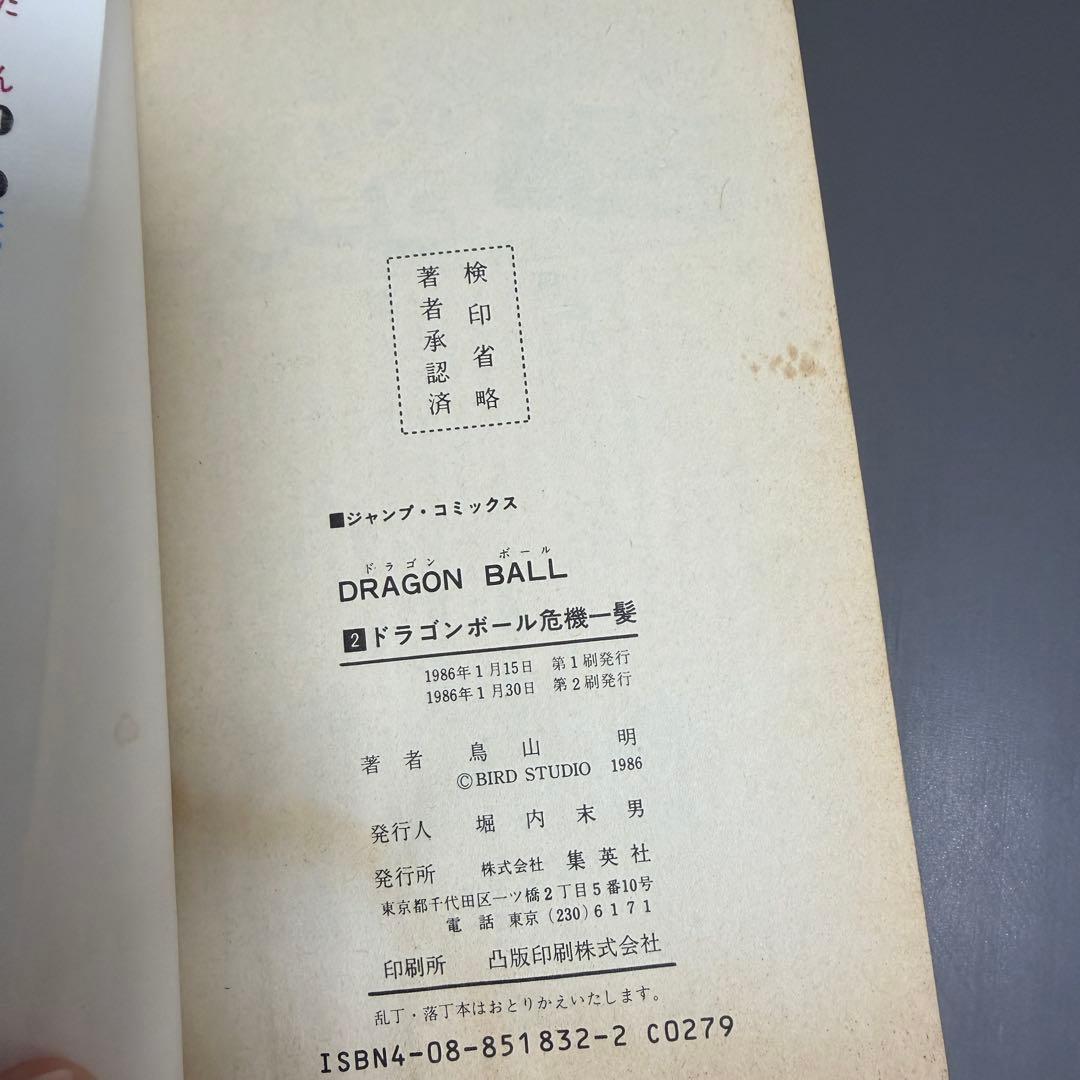 検印省略
著者承認済
■ジャンプ・コミックス
ドラゴン ボール
DRAGON BALL
2 ドラゴンボール危機一髪
1986年1月15日 第1刷発行
1986年1月30日 第2刷発行
著者 鳥山 明
©BIRD STUDIO 1986
発行人 堀内末男
発行所 株式会社 集英社
東京都千代田区一ツ橋2丁目5番10号
電話 東京(230)6171
印刷所 凸版印刷株式会社
乱丁・落丁本はおとりかえいたします。
ISBN4-08-851832-2 C0279